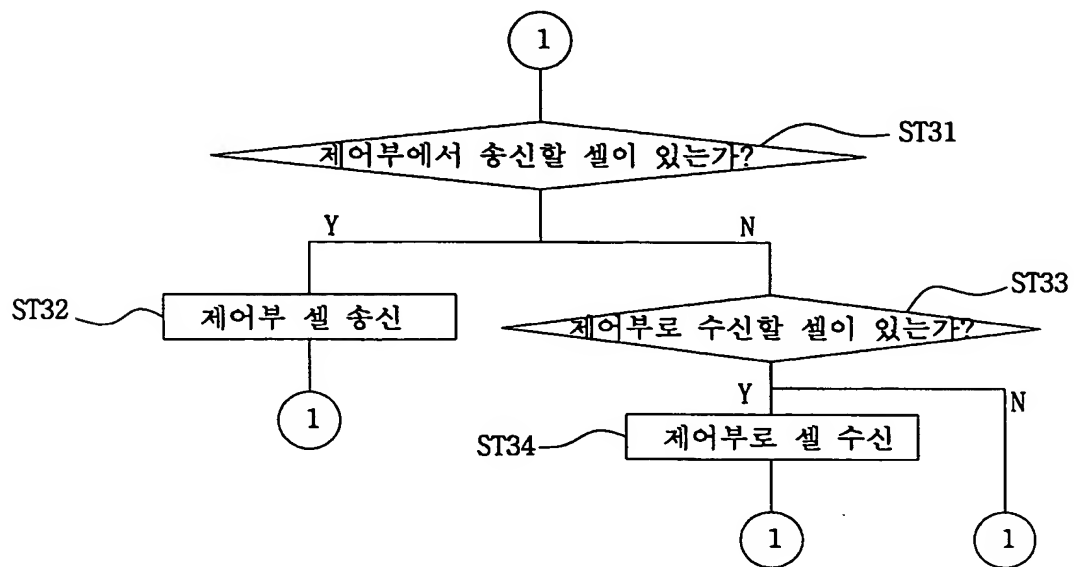 1
제어부에서 송신할 셀이 있는가?
ST31
Y
N
ST32
제어부 셀 송신
ST33
제어부로 수신할 셀이 있는가?
1
Y
N
ST34
제어부로 셀 수신
1
1